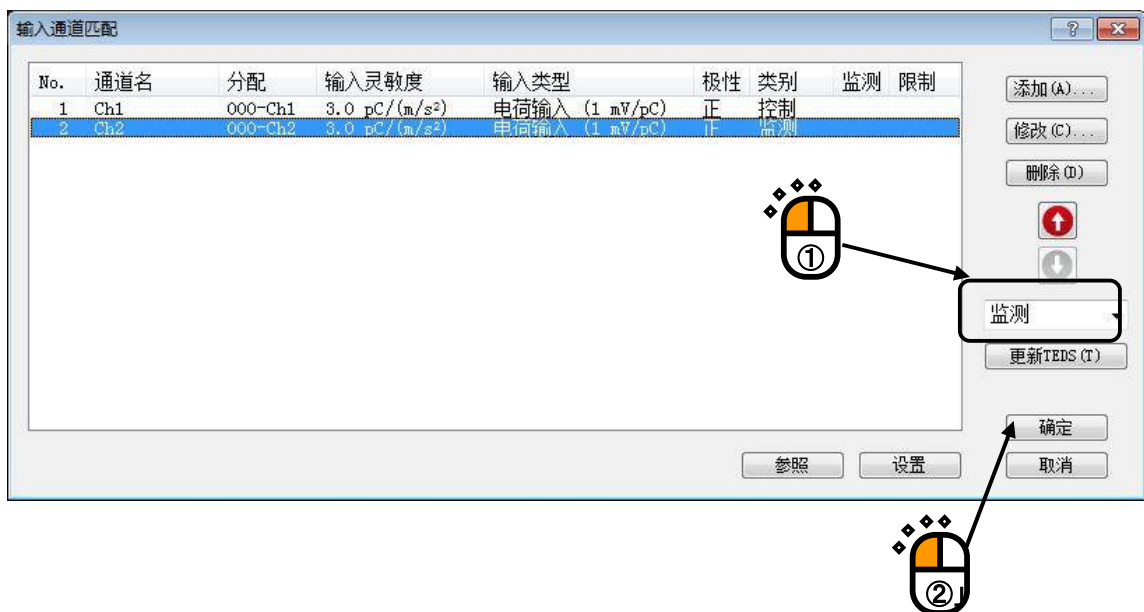 输入通道匹配
No. 通道名 分配 输入灵敏度 输入类型 极性 类别 监测 限制
1 Ch1 000-Ch1 3.0 pC/(m/s²) 电荷输入 (1 mV/pC) 正 控制
2 Ch2 000-Ch2 3.0 pC/(m/s²) 电荷输入 (1 mV/pC) 正 监测
添加(A)...
修改(C)...
删除(D)
①
监测
更新TEDS(T)
确定
参照 设置 取消
②